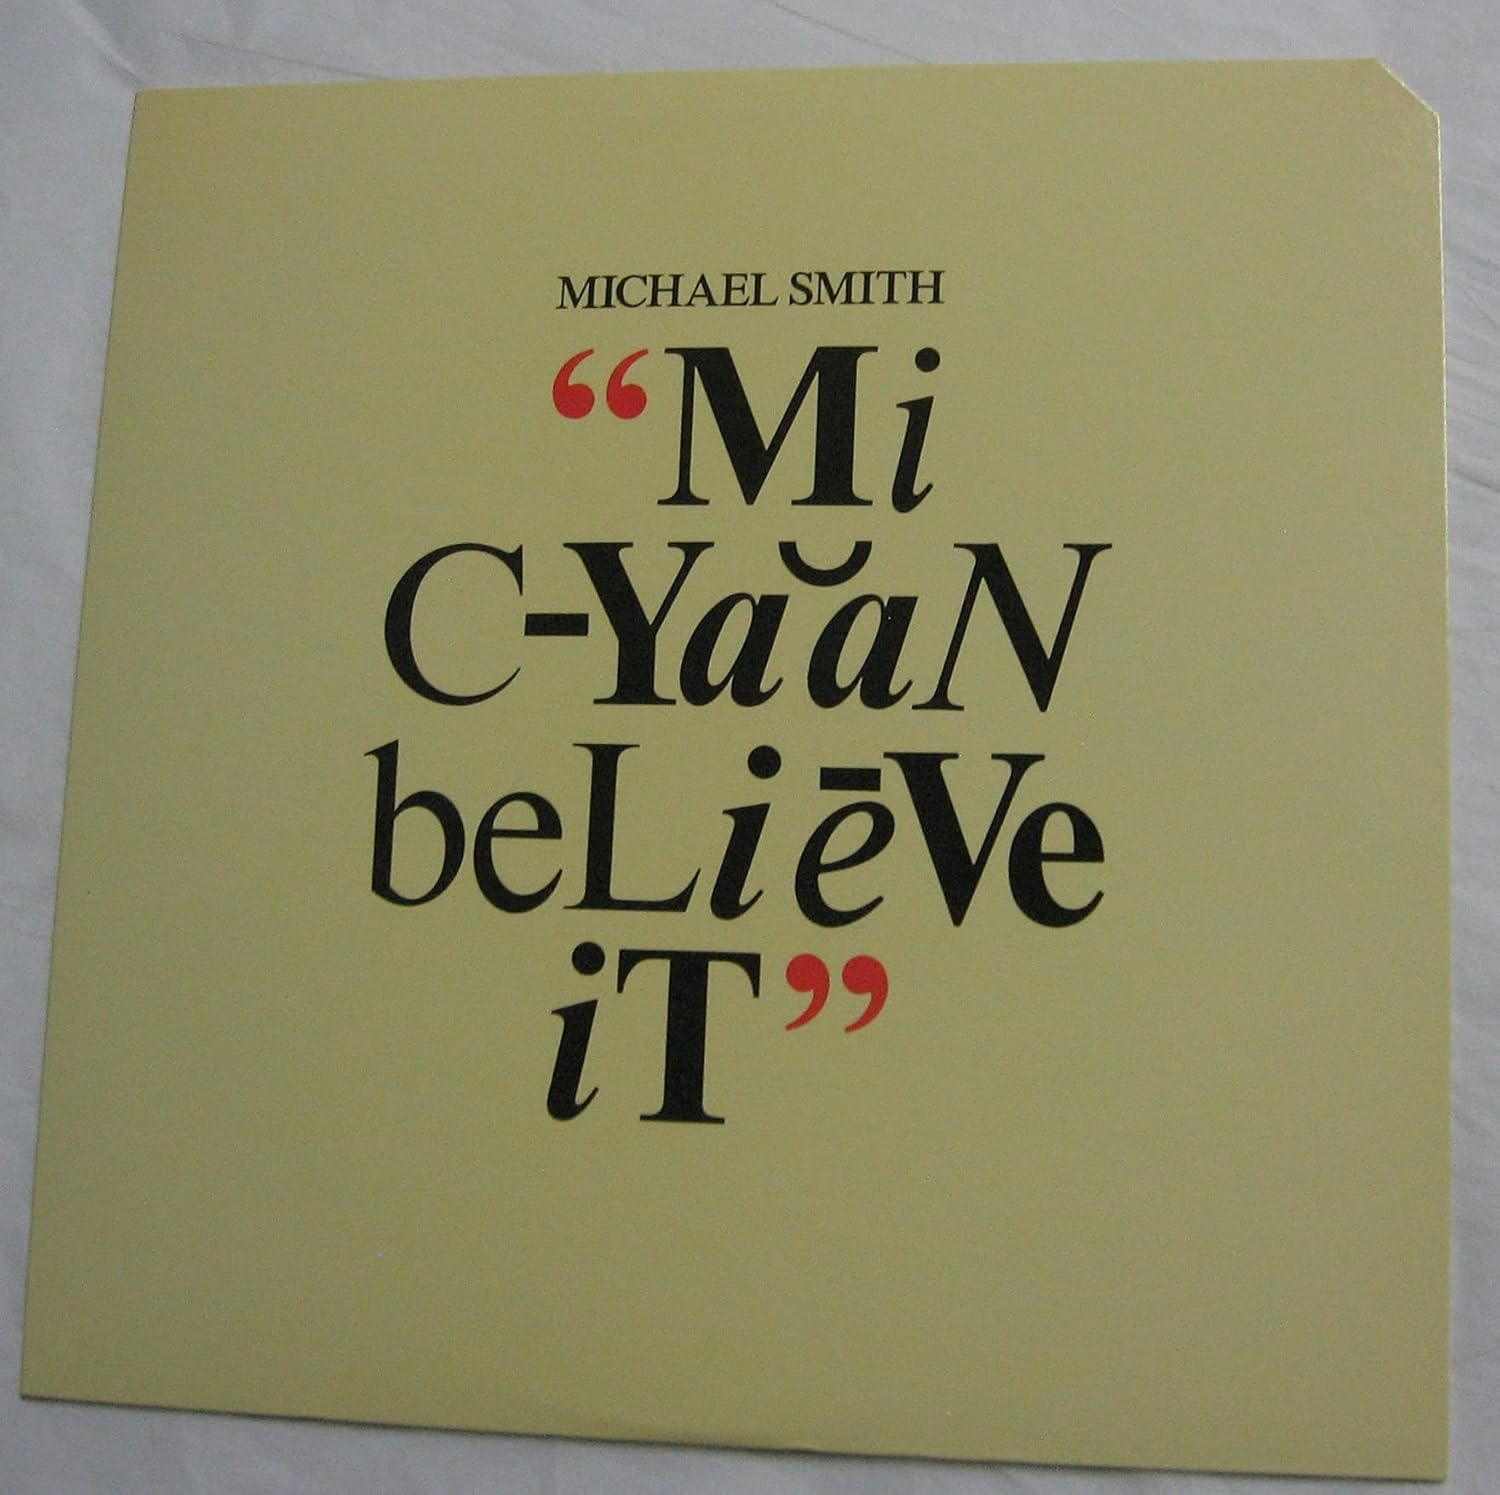 MICHAEL SMITH
“Mi
C-YaăN
beLiēVe
iT”